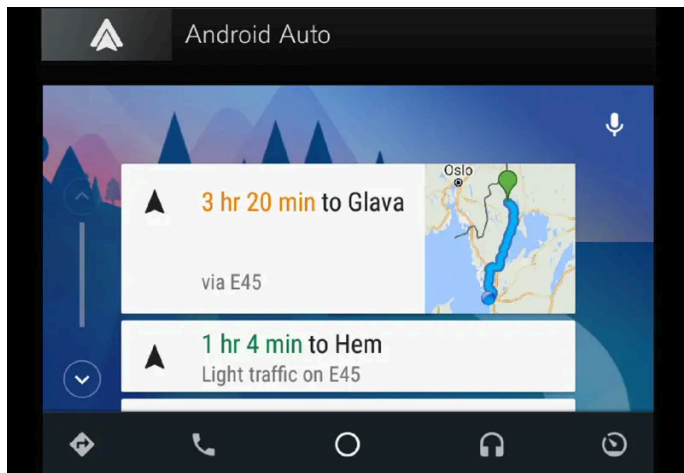 Android Auto
3 hr 20 min to Glava
via E45
Oslo
1 hr 4 min to Hem
Light traffic on E45